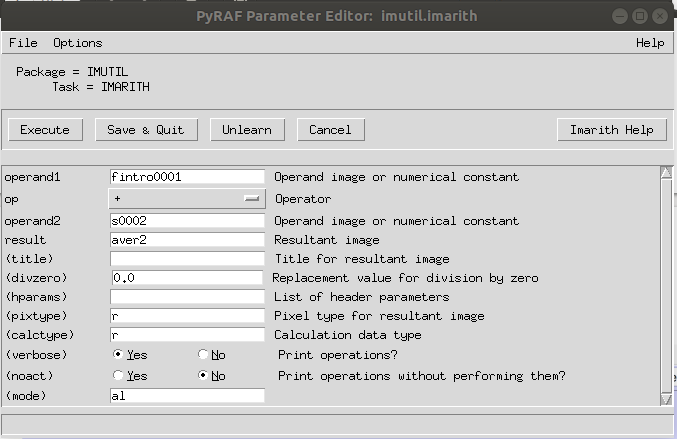 PyRAF Parameter Editor: imutil.imarith
File Options Help
Package = IMUTIL
Task = IMARITH
Execute Save & Quit Unlearn Cancel Imarith Help
operand1 fintro0001 Operand image or numerical constant
op + Operator
operand2 s0002 Operand image or numerical constant
result aver2 Resultant image
(title) Title for resultant image
(divzero) 0.0 Replacement value for division by zero
(hparams) List of header parameters
(pixtype) r Pixel type for resultant image
(calctype) r Calculation data type
(verbose) Yes No Print operations?
(noact) Yes No Print operations without performing them?
(mode) al